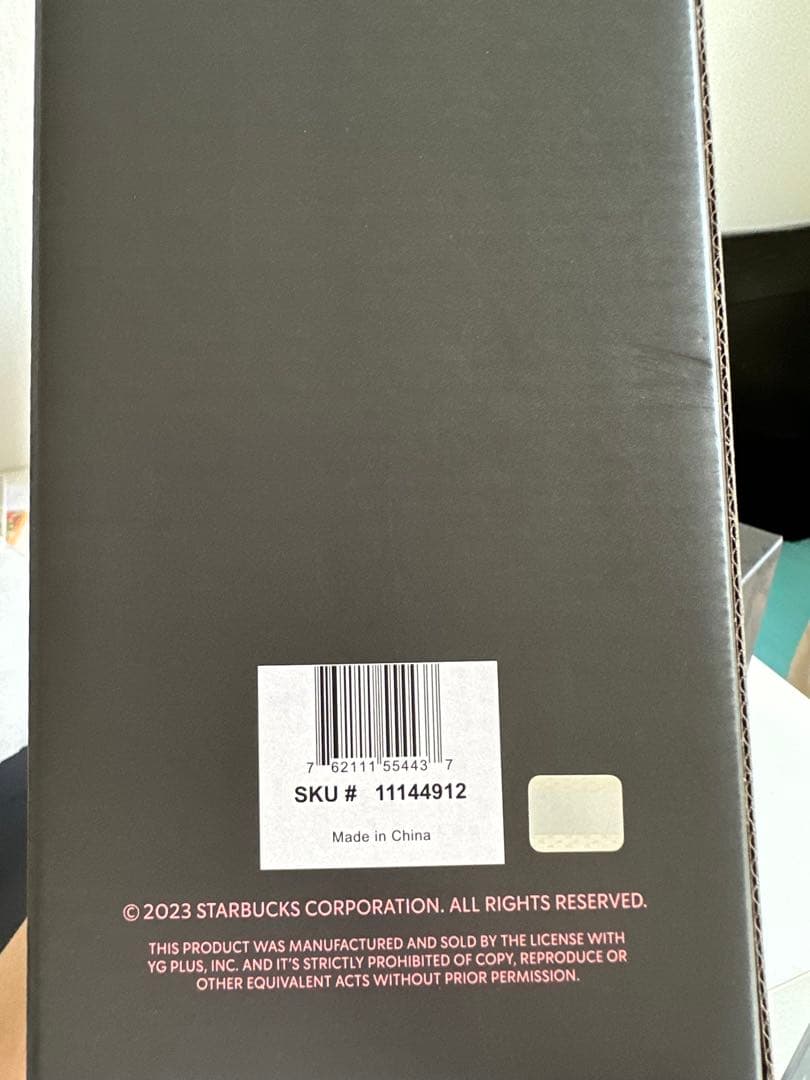 7 62111 55443 7
SKU # 11144912
Made in China
© 2023 STARBUCKS CORPORATION. ALL RIGHTS RESERVED.
THIS PRODUCT WAS MANUFACTURED AND SOLD BY THE LICENSE WITH
YG PLUS, INC. AND IT'S STRICTLY PROHIBITED OF COPY, REPRODUCE OR
OTHER EQUIVALENT ACTS WITHOUT PRIOR PERMISSION.